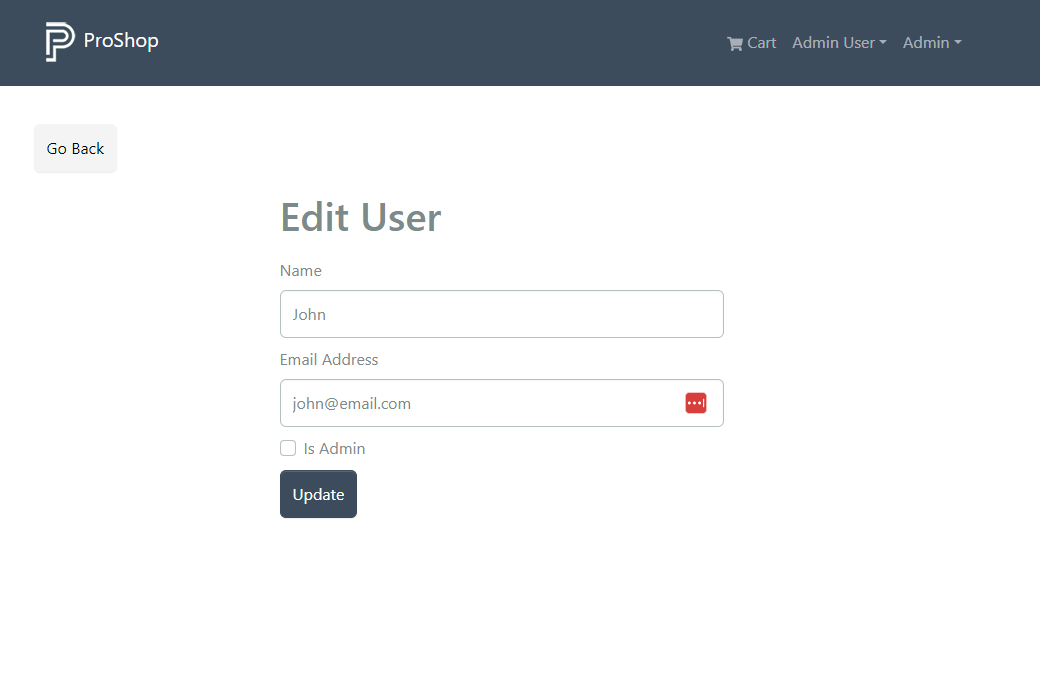 ProShop
Cart Admin User Admin
Go Back
Edit User
Name
John
Email Address
john@email.com
Is Admin
Update